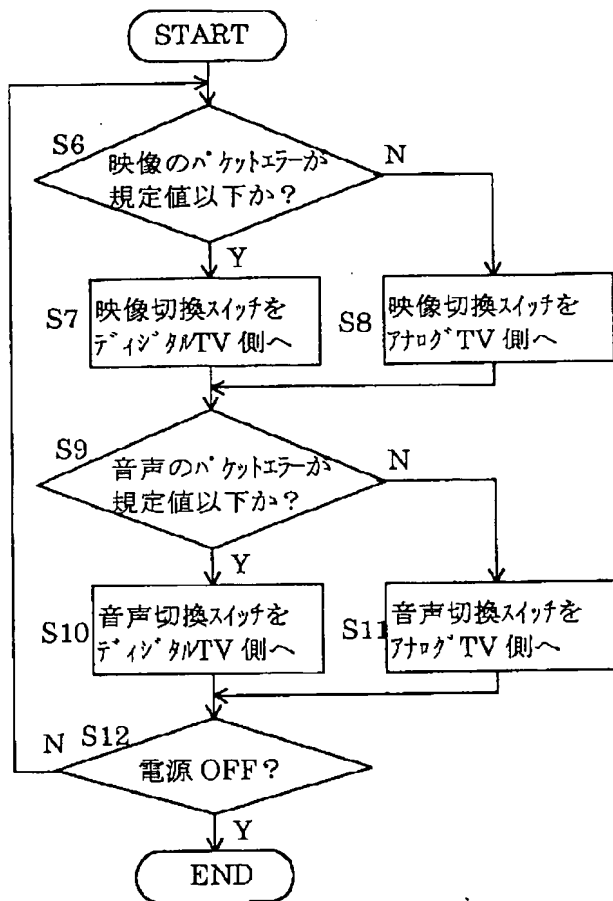 START
S6
映像のﾊﾟｹｯﾄｴﾗｰが
規定値以下か?
N
Y
S7
映像切換ｽｲｯﾁを
ﾃﾞｨｼﾞﾀﾙTV側へ
S8
映像切換ｽｲｯﾁを
ｱﾅﾛｸﾞTV側へ
S9
音声のﾊﾟｹｯﾄｴﾗｰが
規定値以下か?
N
Y
S10
音声切換ｽｲｯﾁを
ﾃﾞｨｼﾞﾀﾙTV側へ
S11
音声切換ｽｲｯﾁを
ｱﾅﾛｸﾞTV側へ
N
S12
電源OFF?
Y
END